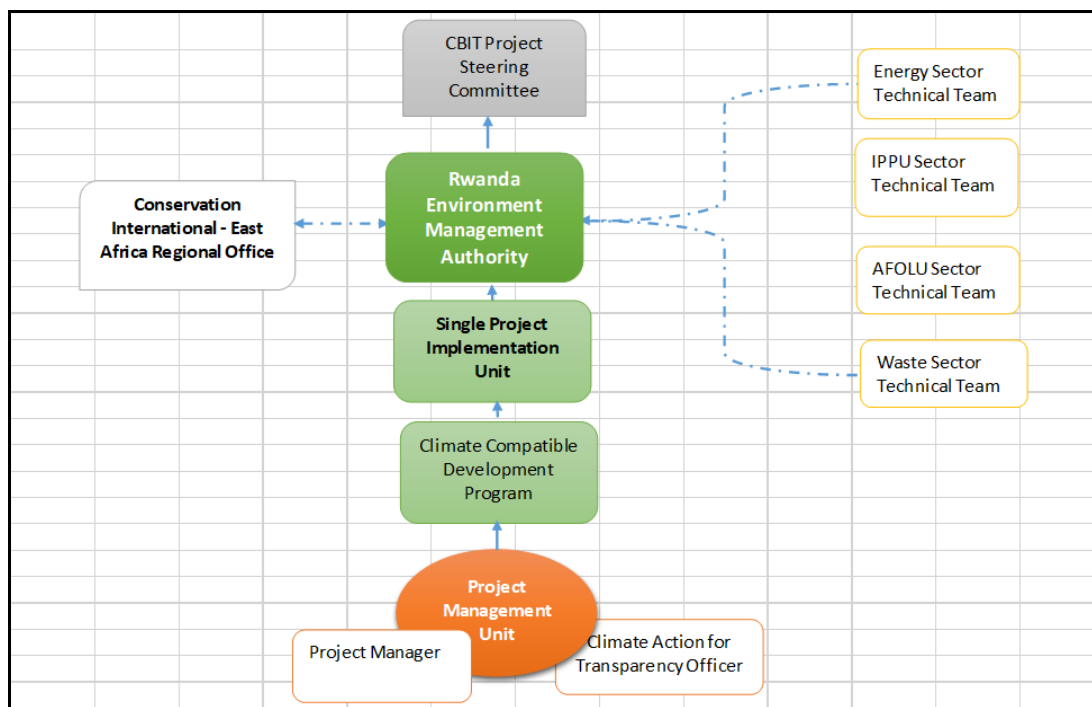 CBIT Project
Steering
Committee
Energy Sector
Technical Team
IPPU Sector
Technical Team
Rwanda
Environment
Management
Authority
Conservation
International - East
Africa Regional Office
AFOLU Sector
Technical Team
Single Project
Implementation
Unit
Waste Sector
Technical Team
Climate Compatible
Development
Program
Project
Management
Unit
Project Manager
Climate Action for
Transparency Officer